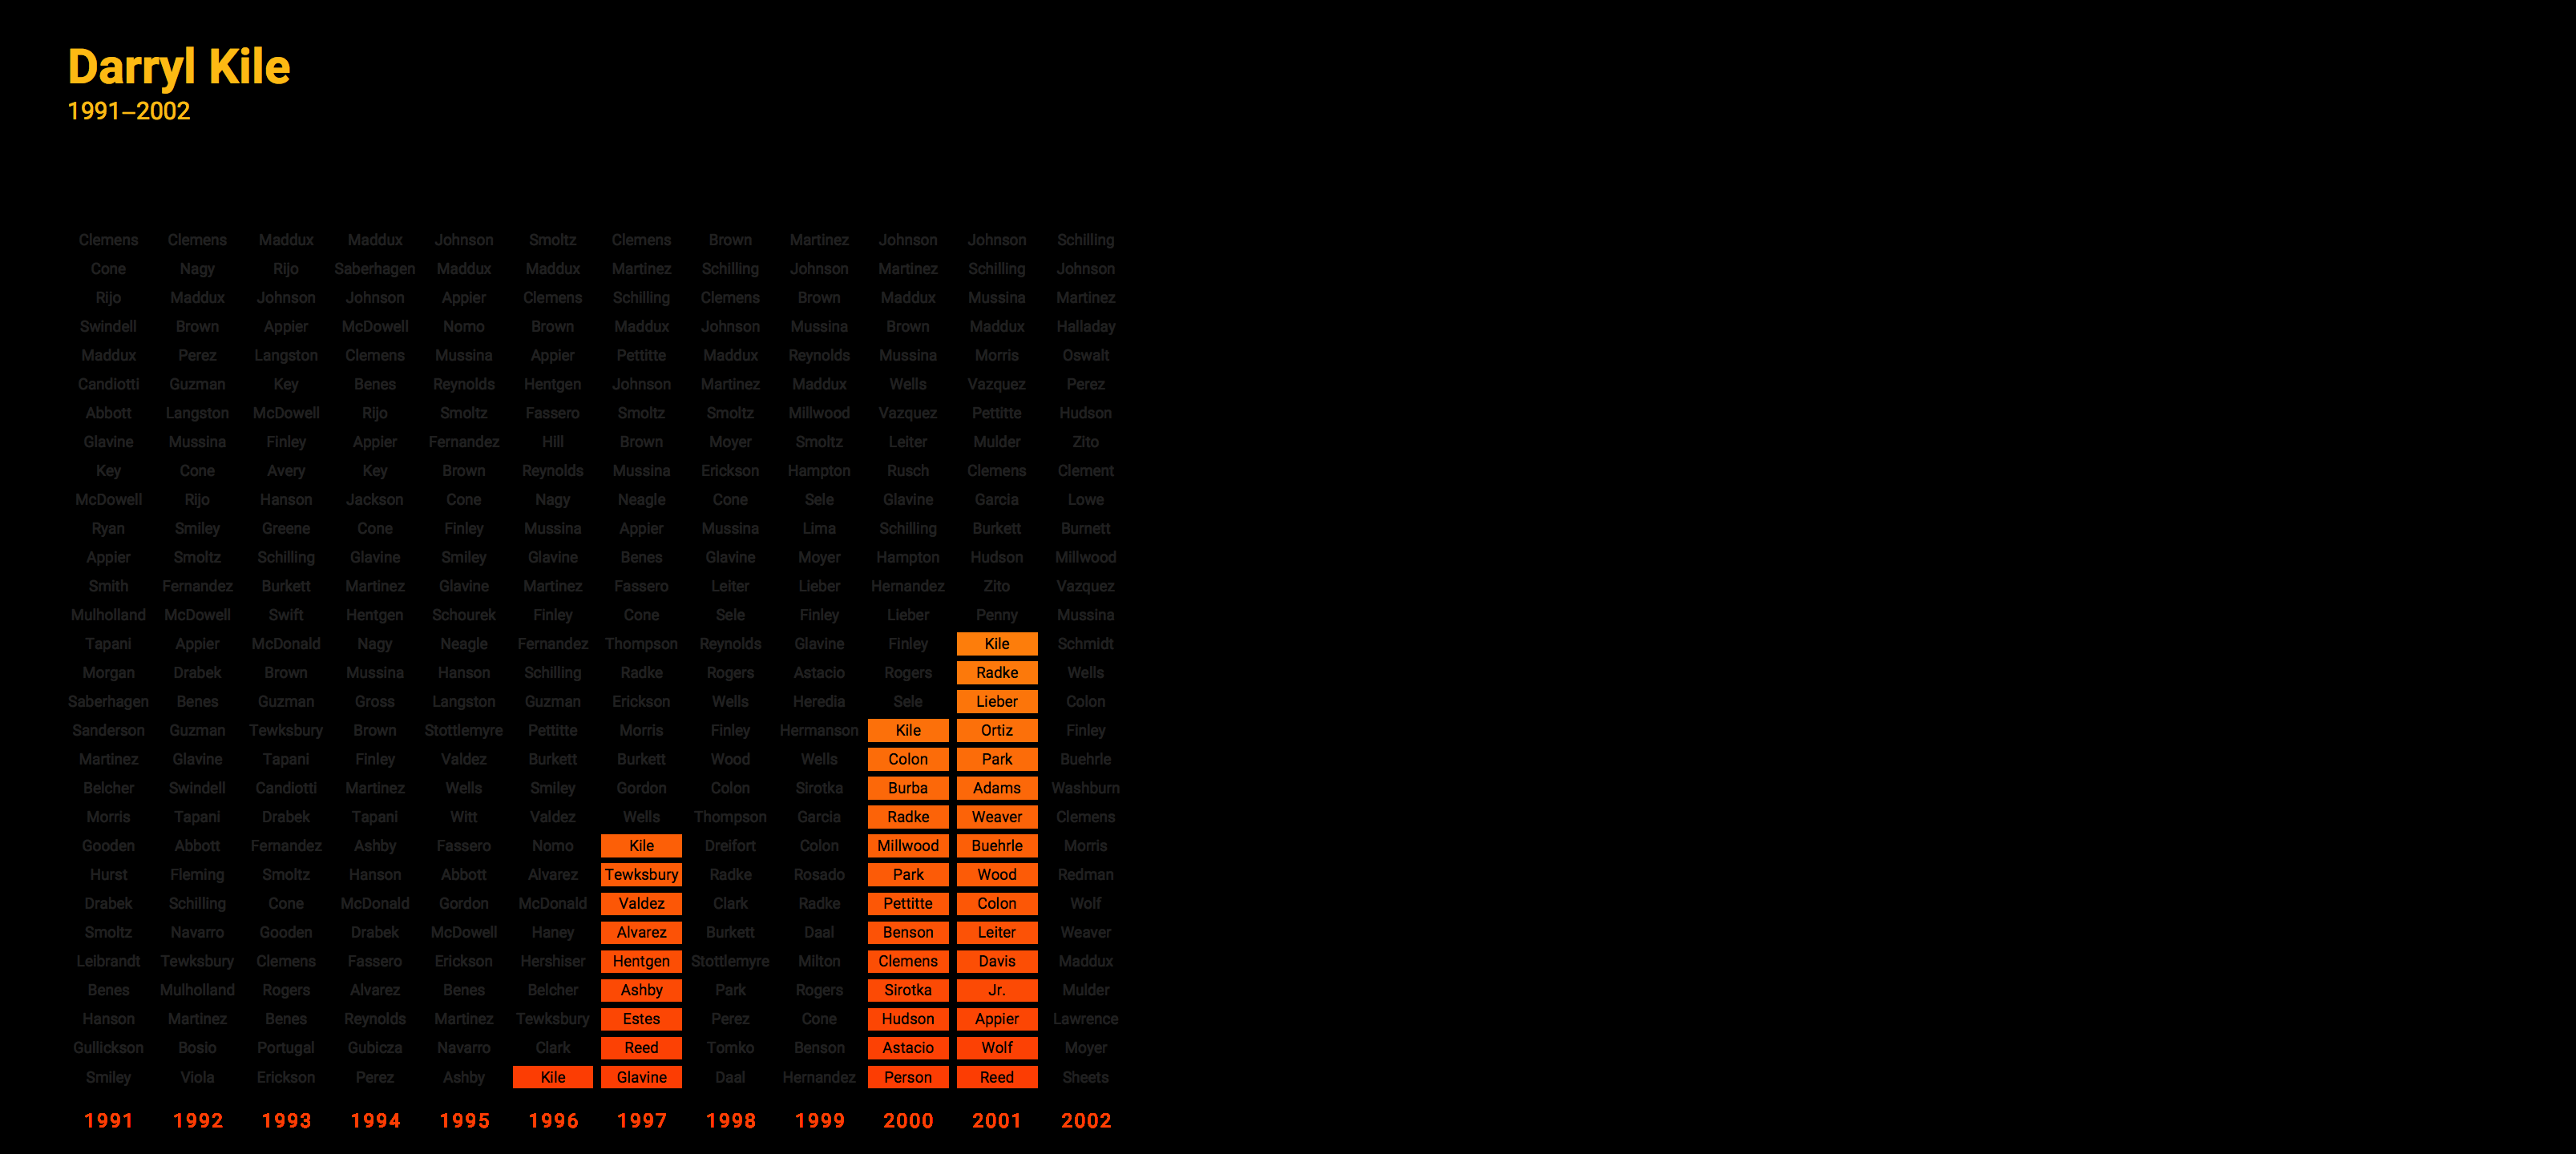 Darryl Kile
1991–2002
Clemens Clemens Maddux Maddux Johnson Smoltz Clemens Brown Martinez Johnson Johnson Schilling
Cone Nagy Rijo Saberhagen Maddux Maddux Martinez Schilling Johnson Martinez Schilling Johnson
Rijo Maddux Johnson Johnson Appier Clemens Schilling Clemens Brown Maddux Mussina Martinez
Swindell Brown Appier McDowell Nomo Brown Maddux Johnson Mussina Brown Maddux Halladay
Maddux Perez Langston Clemens Mussina Appier Pettitte Maddux Reynolds Mussina Morris Oswalt
Candiotti Guzman Key Benes Reynolds Hentgen Johnson Martinez Maddux Wells Vazquez Perez
Abbott Langston McDowell Rijo Smoltz Fassero Smoltz Smoltz Millwood Vazquez Pettitte Hudson
Glavine Mussina Finley Appier Fernandez Hill Brown Moyer Smoltz Leiter Mulder Zito
Key Cone Avery Key Brown Reynolds Mussina Erickson Hampton Rusch Clemens Clement
McDowell Rijo Hanson Jackson Cone Nagy Neagle Cone Sele Glavine Garcia Lowe
Ryan Smiley Greene Cone Finley Mussina Appier Mussina Lima Schilling Burkett Burnett
Appier Smoltz Schilling Glavine Smiley Glavine Benes Glavine Moyer Hampton Hudson Millwood
Smith Fernandez Burkett Martinez Glavine Martinez Fassero Leiter Lieber Hernandez Zito Vazquez
Mulholland McDowell Swift Hentgen Schourek Finley Cone Sele Finley Lieber Penny Mussina
Tapani Appier McDonald Nagy Neagle Fernandez Thompson Reynolds Glavine Finley Kile Schmidt
Morgan Drabek Brown Mussina Hanson Schilling Radke Rogers Astacio Rogers Radke Wells
Saberhagen Benes Guzman Gross Langston Guzman Erickson Wells Heredia Sele Lieber Colon
Sanderson Guzman Tewksbury Brown Stottlemyre Pettitte Morris Finley Hermanson Kile Ortiz Finley
Martinez Glavine Tapani Finley Valdez Burkett Burkett Wood Wells Colon Park Buehrle
Belcher Swindell Candiotti Martinez Wells Smiley Gordon Colon Sirotka Burba Adams Washburn
Morris Tapani Drabek Tapani Witt Valdez Wells Thompson Garcia Radke Weaver Clemens
Gooden Abbott Fernandez Ashby Fassero Nomo Kile Dreifort Colon Millwood Buehrle Morris
Hurst Fleming Smoltz Hanson Abbott Alvarez Tewksbury Radke Rosado Park Wood Redman
Drabek Schilling Cone McDonald Gordon McDonald Valdez Clark Radke Pettitte Colon Wolf
Smoltz Navarro Gooden Drabek McDowell Haney Alvarez Burkett Daal Benson Leiter Weaver
Leibrandt Tewksbury Clemens Fassero Erickson Hershiser Hentgen Stottlemyre Milton Clemens Davis Maddux
Benes Mulholland Rogers Alvarez Benes Belcher Ashby Park Rogers Sirotka Jr. Mulder
Hanson Martinez Benes Reynolds Martinez Tewksbury Estes Perez Cone Hudson Appier Lawrence
Gullickson Bosio Portugal Gubicza Navarro Clark Reed Tomko Benson Astacio Wolf Moyer
Smiley Viola Erickson Perez Ashby Kile Glavine Daal Hernandez Person Reed Sheets
1991 1992 1993 1994 1995 1996 1997 1998 1999 2000 2001 2002